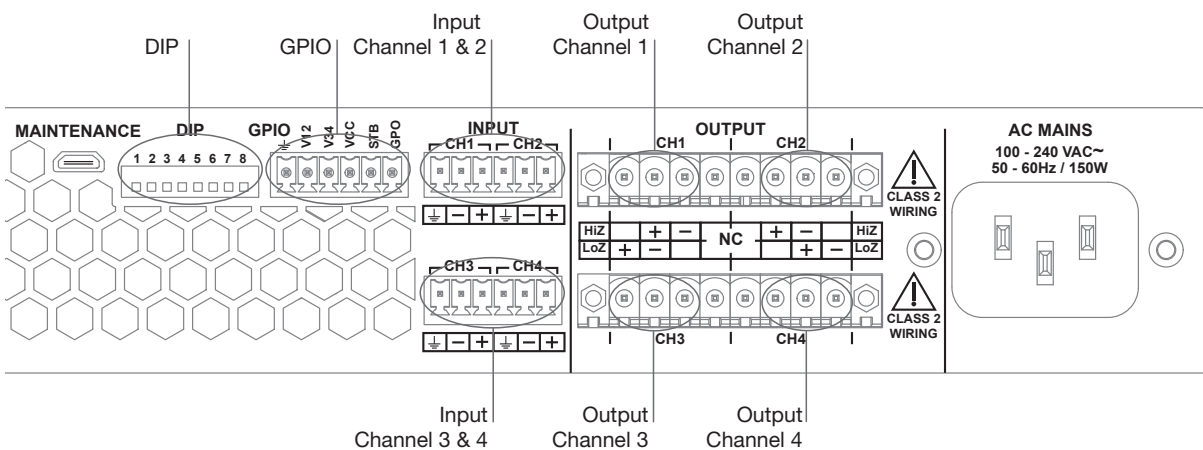 Input
Channel 1 & 2
Output
Channel 1
Output
Channel 2
DIP
GPIO
MAINTENANCE
DIP
1 2 3 4 5 6 7 8
GPIO
⏚ V12 V34 VCC STB GPO
INPUT
CH1 CH2
⏚ − + ⏚ − +
CH3 CH4
⏚ − + ⏚ − +
OUTPUT
CH1 CH2
HiZ + − NC + − HiZ
LoZ + − + − LoZ
CH3 CH4
CLASS 2
WIRING
CLASS 2
WIRING
AC MAINS
100 - 240 VAC~
50 - 60Hz / 150W
Input
Channel 3 & 4
Output
Channel 3
Output
Channel 4